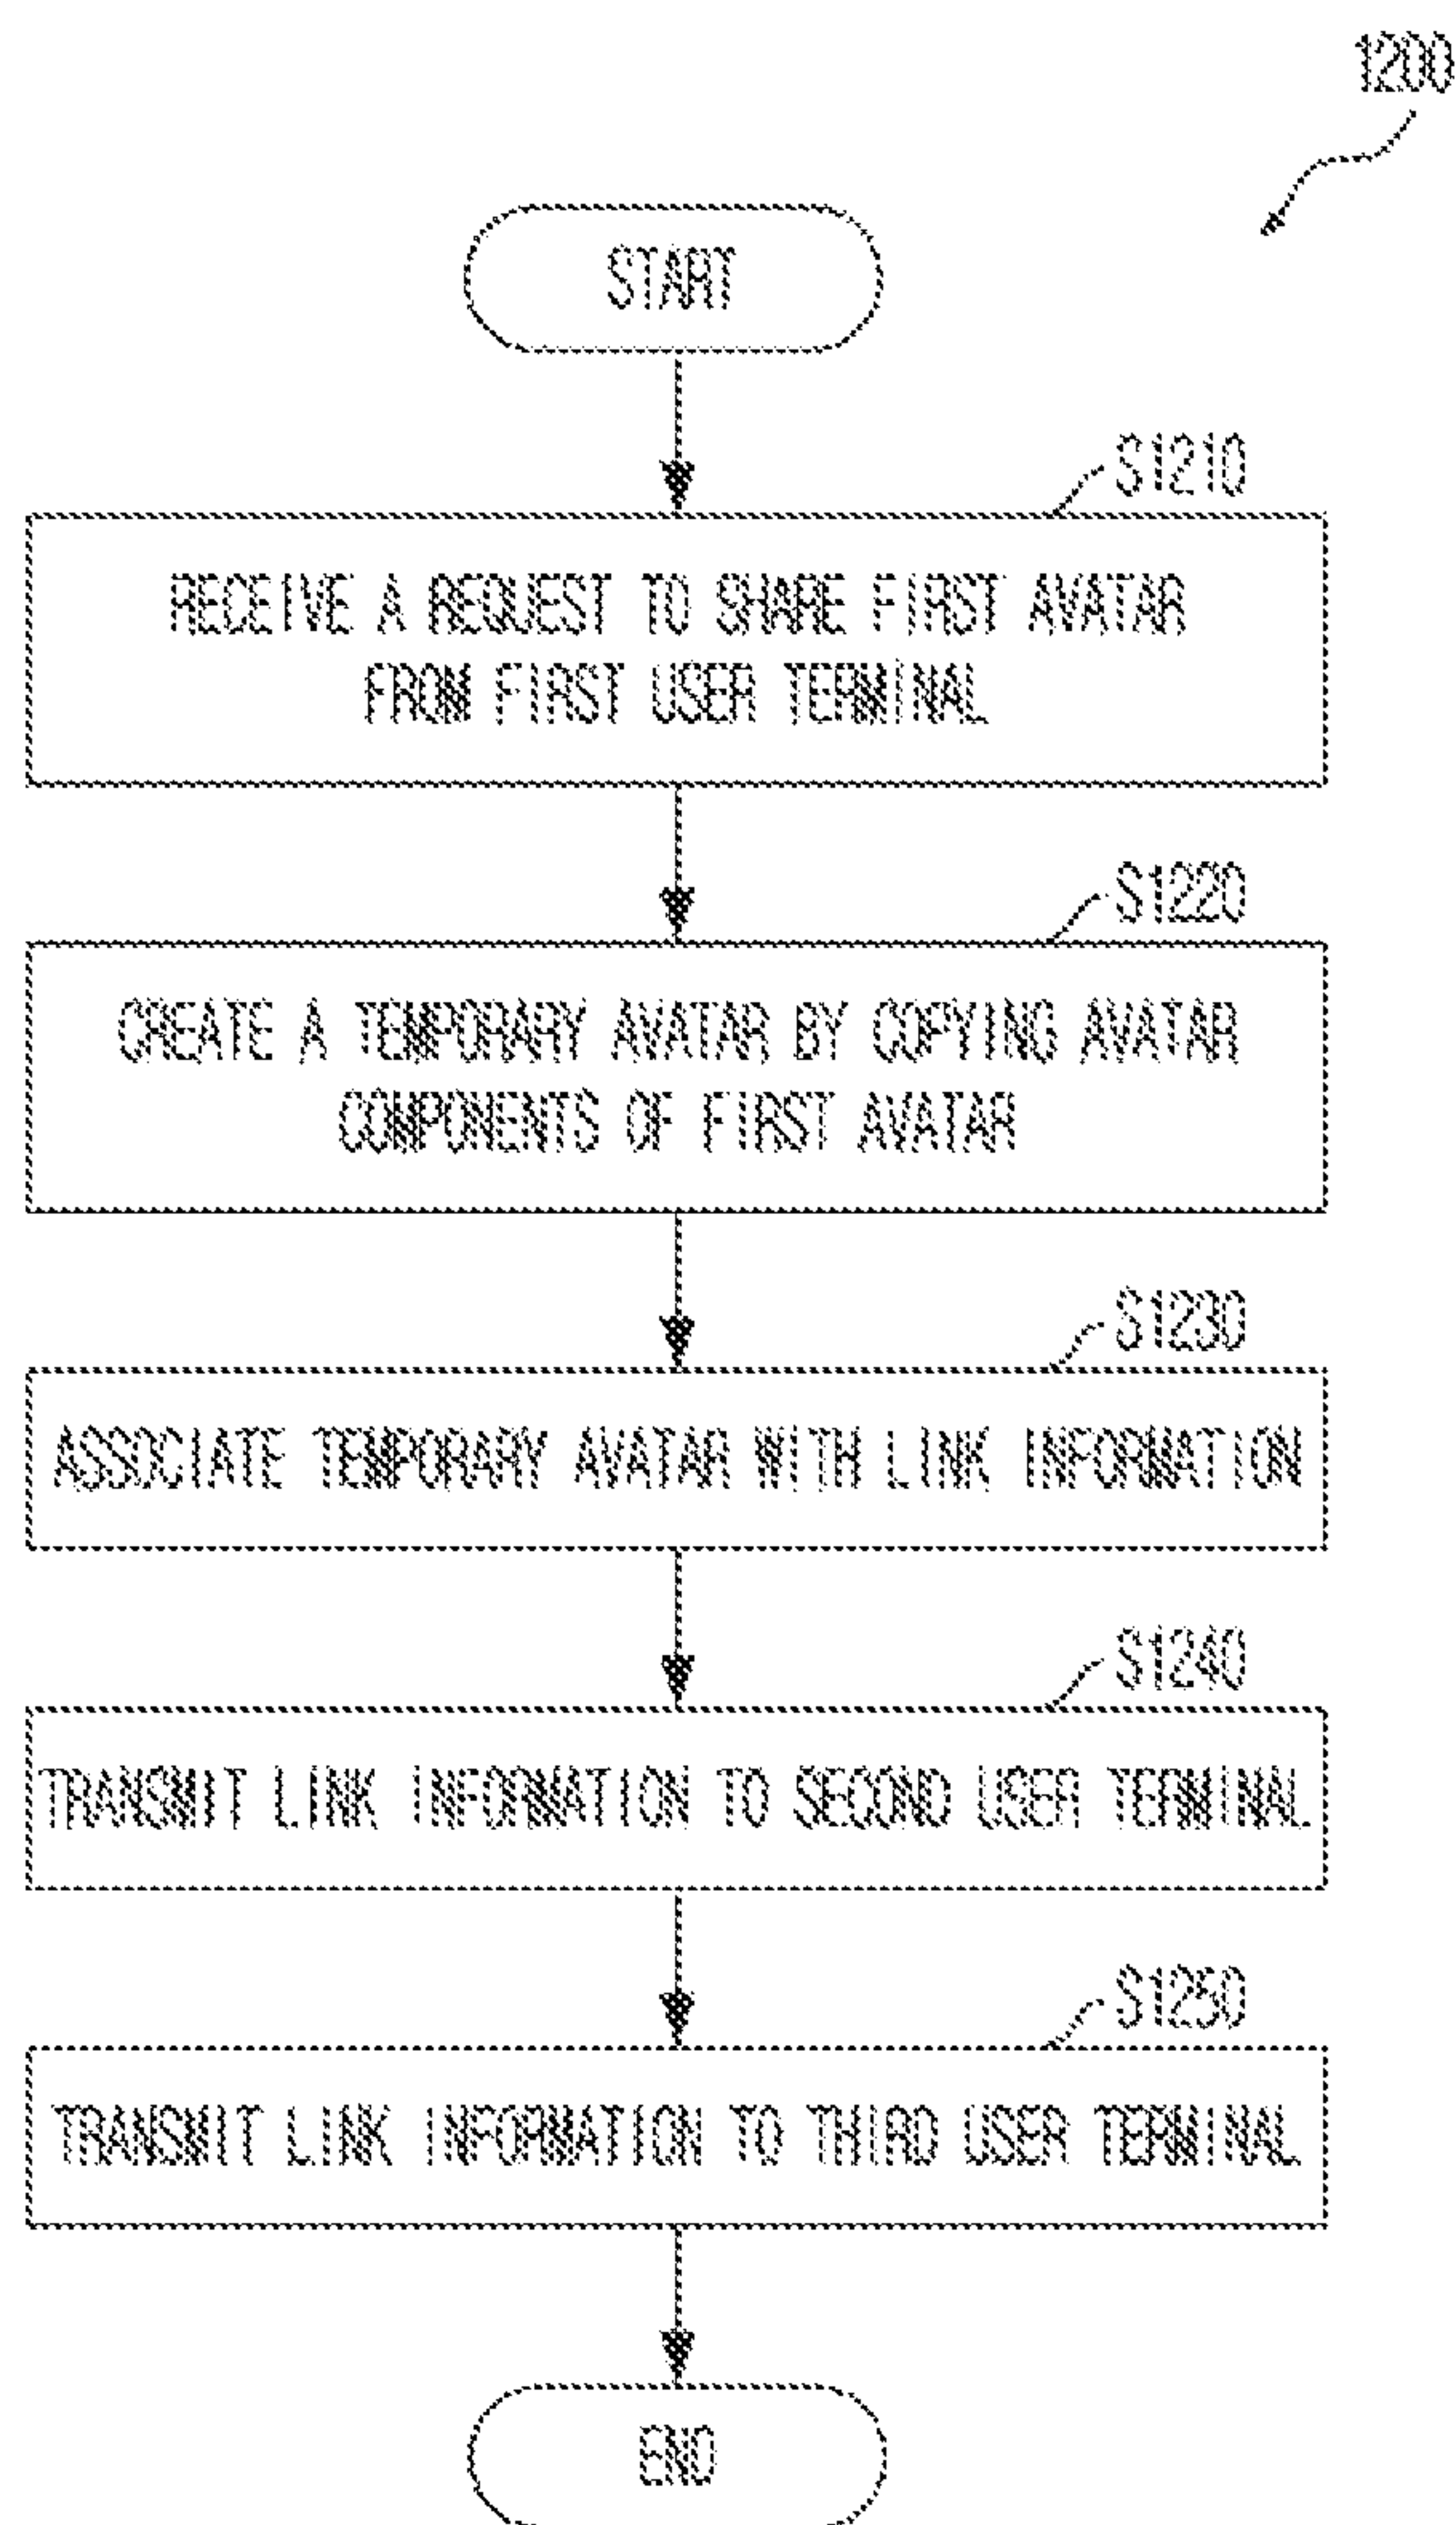 1200
START
S1210
RECEIVE A REQUEST TO SHARE FIRST AVATAR
FROM FIRST USER TERMINAL
S1220
CREATE A TEMPORARY AVATAR BY COPYING AVATAR
COMPONENTS OF FIRST AVATAR
S1230
ASSOCIATE TEMPORARY AVATAR WITH LINK INFORMATION
S1240
TRANSMIT LINK INFORMATION TO SECOND USER TERMINAL
S1250
TRANSMIT LINK INFORMATION TO THIRD USER TERMINAL
END